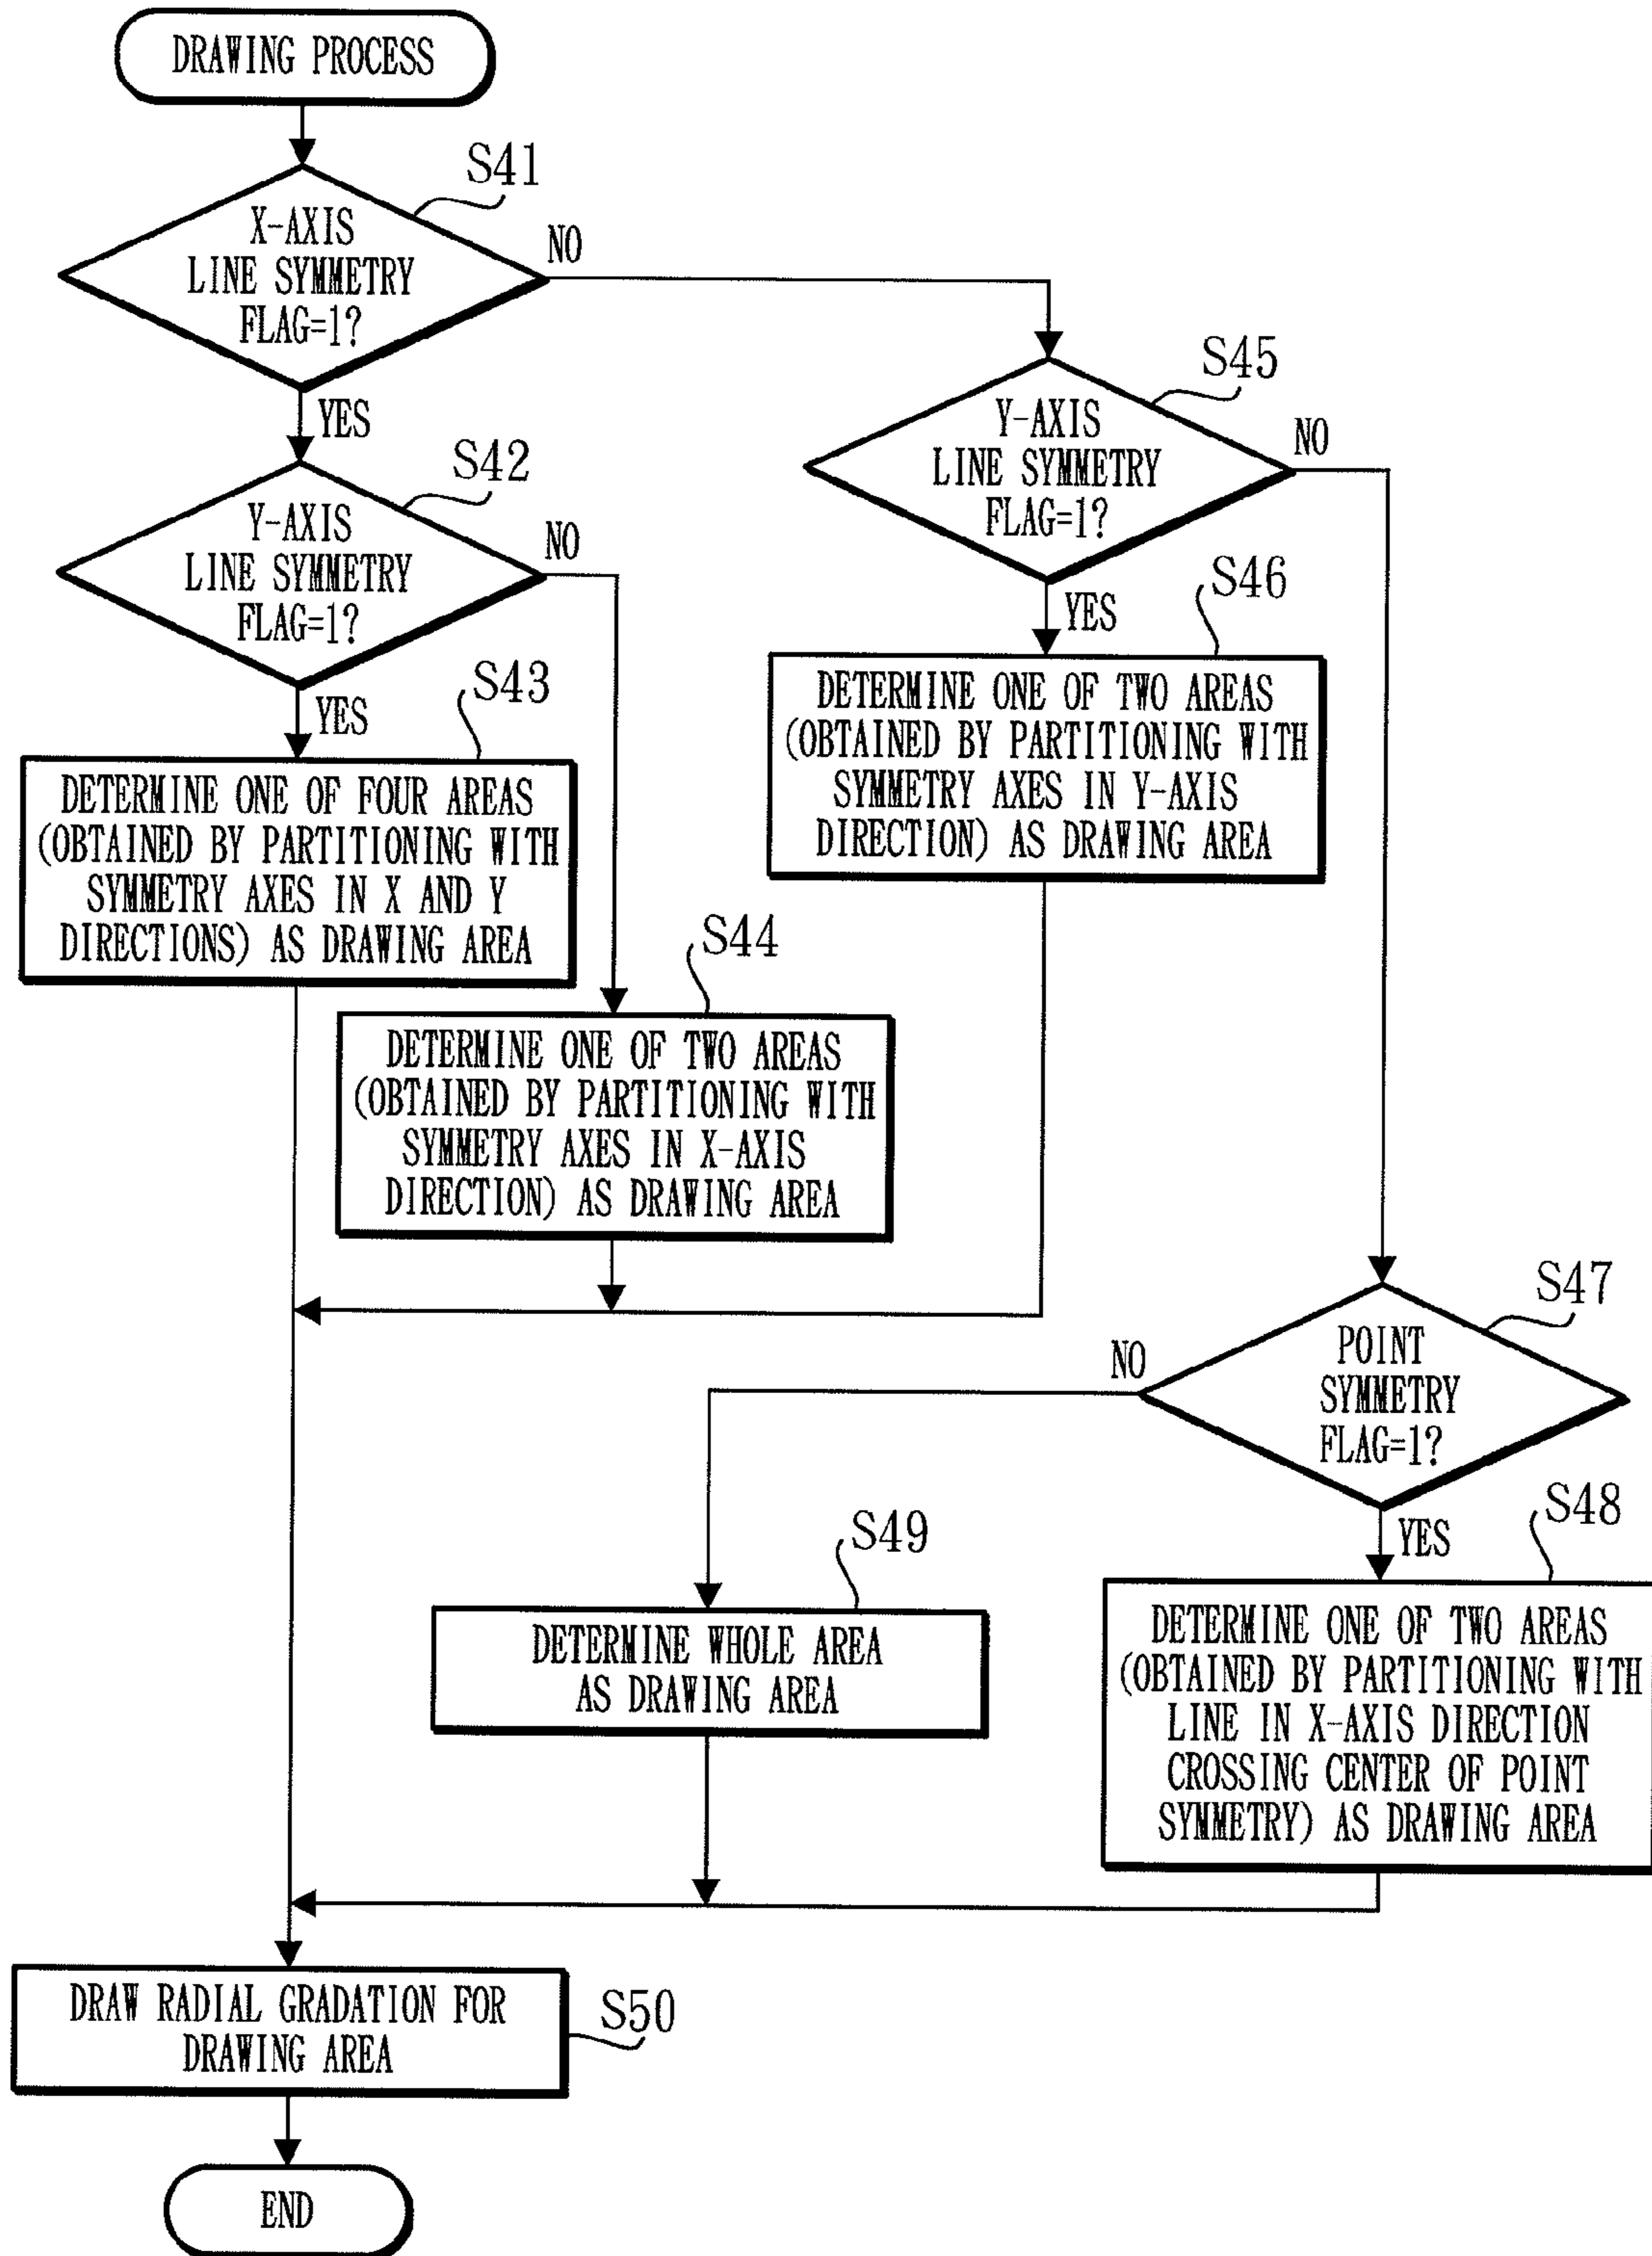 DRAWING PROCESS
S41
X-AXIS
LINE SYMMETRY
FLAG=1?
NO
YES
S42
Y-AXIS
LINE SYMMETRY
FLAG=1?
NO
YES
S43
DETERMINE ONE OF FOUR AREAS
(OBTAINED BY PARTITIONING WITH
SYMMETRY AXES IN X AND Y
DIRECTIONS) AS DRAWING AREA
S44
DETERMINE ONE OF TWO AREAS
(OBTAINED BY PARTITIONING WITH
SYMMETRY AXES IN X-AXIS
DIRECTION) AS DRAWING AREA
S45
Y-AXIS
LINE SYMMETRY
FLAG=1?
NO
YES
S46
DETERMINE ONE OF TWO AREAS
(OBTAINED BY PARTITIONING WITH
SYMMETRY AXES IN Y-AXIS
DIRECTION) AS DRAWING AREA
S47
POINT
SYMMETRY
FLAG=1?
NO
YES
S48
DETERMINE ONE OF TWO AREAS
(OBTAINED BY PARTITIONING WITH
LINE IN X-AXIS DIRECTION
CROSSING CENTER OF POINT
SYMMETRY) AS DRAWING AREA
S49
DETERMINE WHOLE AREA
AS DRAWING AREA
DRAW RADIAL GRADATION FOR
DRAWING AREA
S50
END